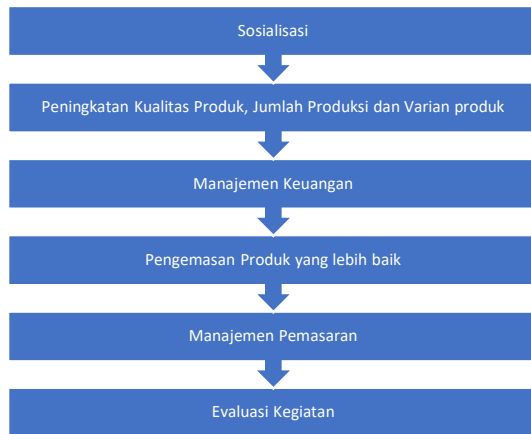 Sosialisasi
Peningkatan Kualitas Produk, Jumlah Produksi dan Varian produk
Manajemen Keuangan
Pengemasan Produk yang lebih baik
Manajemen Pemasaran
Evaluasi Kegiatan